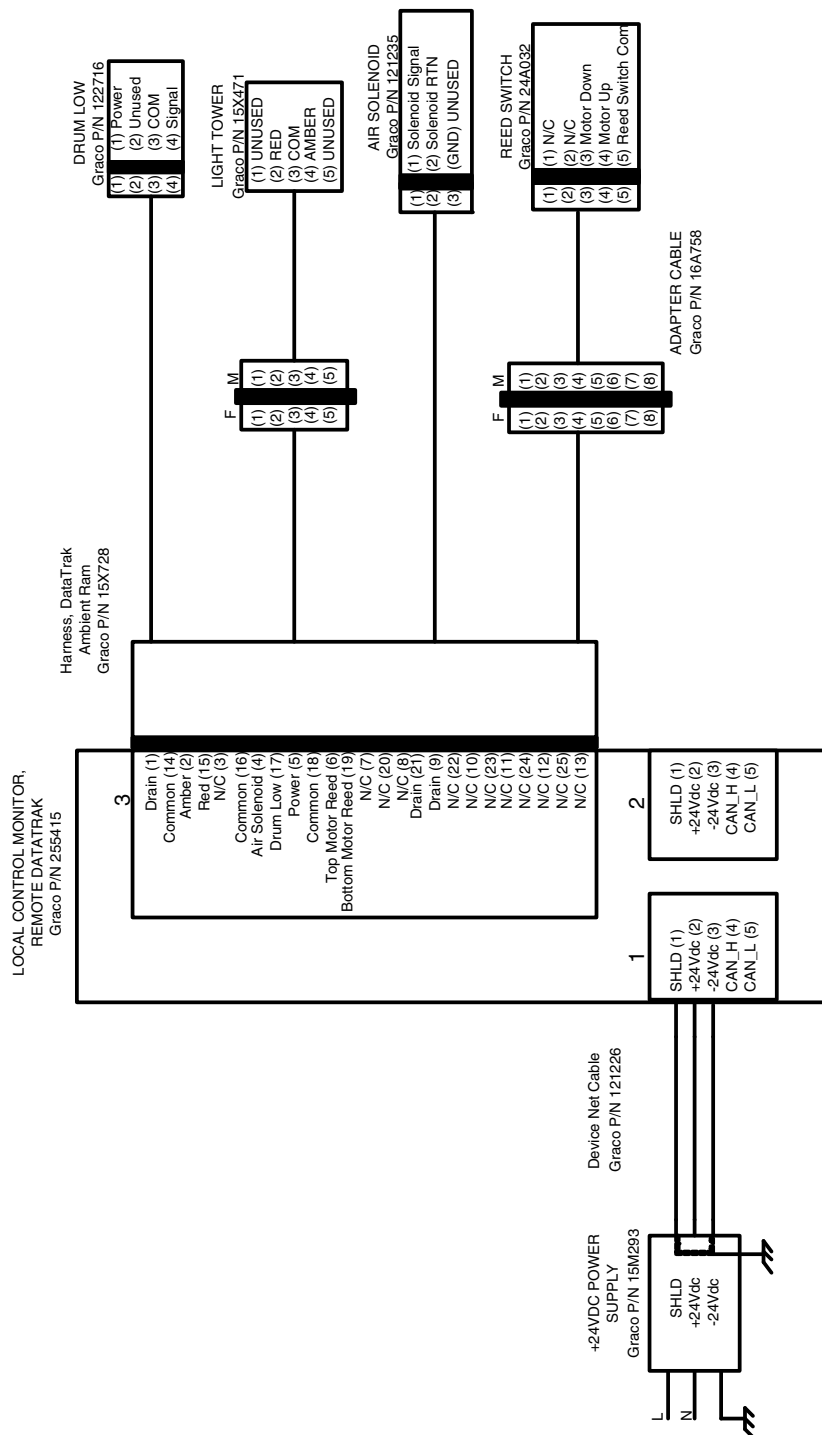 LOCAL CONTROL MONITOR,
REMOTE DATATRAK
Graco P/N 255415
3
Drain (1)
Common (14)
Amber (2)
Red (15)
N/C (3)
Common (16)
Air Solenoid (4)
Drum Low (17)
Power (5)
Common (18)
Top Motor Reed (6)
Bottom Motor Reed (19)
N/C (7)
N/C (20)
N/C (8)
Drain (21)
Drain (9)
N/C (22)
N/C (10)
N/C (23)
N/C (11)
N/C (24)
N/C (12)
N/C (25)
N/C (13)
Harness, DataTrak
Ambient Ram
Graco P/N 15X728
DRUM LOW
Graco P/N 122716
(1) (1) Power
(2) (2) Unused
(3) (3) COM
(4) (4) Signal
LIGHT TOWER
Graco P/N 15X471
(1) UNUSED
(2) RED
(3) COM
(4) AMBER
(5) UNUSED
F M
(1) (1)
(2) (2)
(3) (3)
(4) (4)
(5) (5)
AIR SOLENOID
Graco P/N 121235
(1) (1) Solenoid Signal
(2) (2) Solenoid RTN
(3) (GND) UNUSED
REED SWITCH
Graco P/N 24A032
(1) (1) N/C
(2) (2) N/C
(3) (3) Motor Down
(4) (4) Motor Up
(5) (5) Reed Switch Com
F M
(1) (1)
(2) (2)
(3) (3)
(4) (4)
(5) (5)
(6) (6)
(7) (7)
(8) (8)
ADAPTER CABLE
Graco P/N 16A758
+24VDC POWER
SUPPLY
Graco P/N 15M293
L
N
SHLD
+24Vdc
-24Vdc
Device Net Cable
Graco P/N 121226
1
SHLD (1)
+24Vdc (2)
-24Vdc (3)
CAN_H (4)
CAN_L (5)
2
SHLD (1)
+24Vdc (2)
-24Vdc (3)
CAN_H (4)
CAN_L (5)